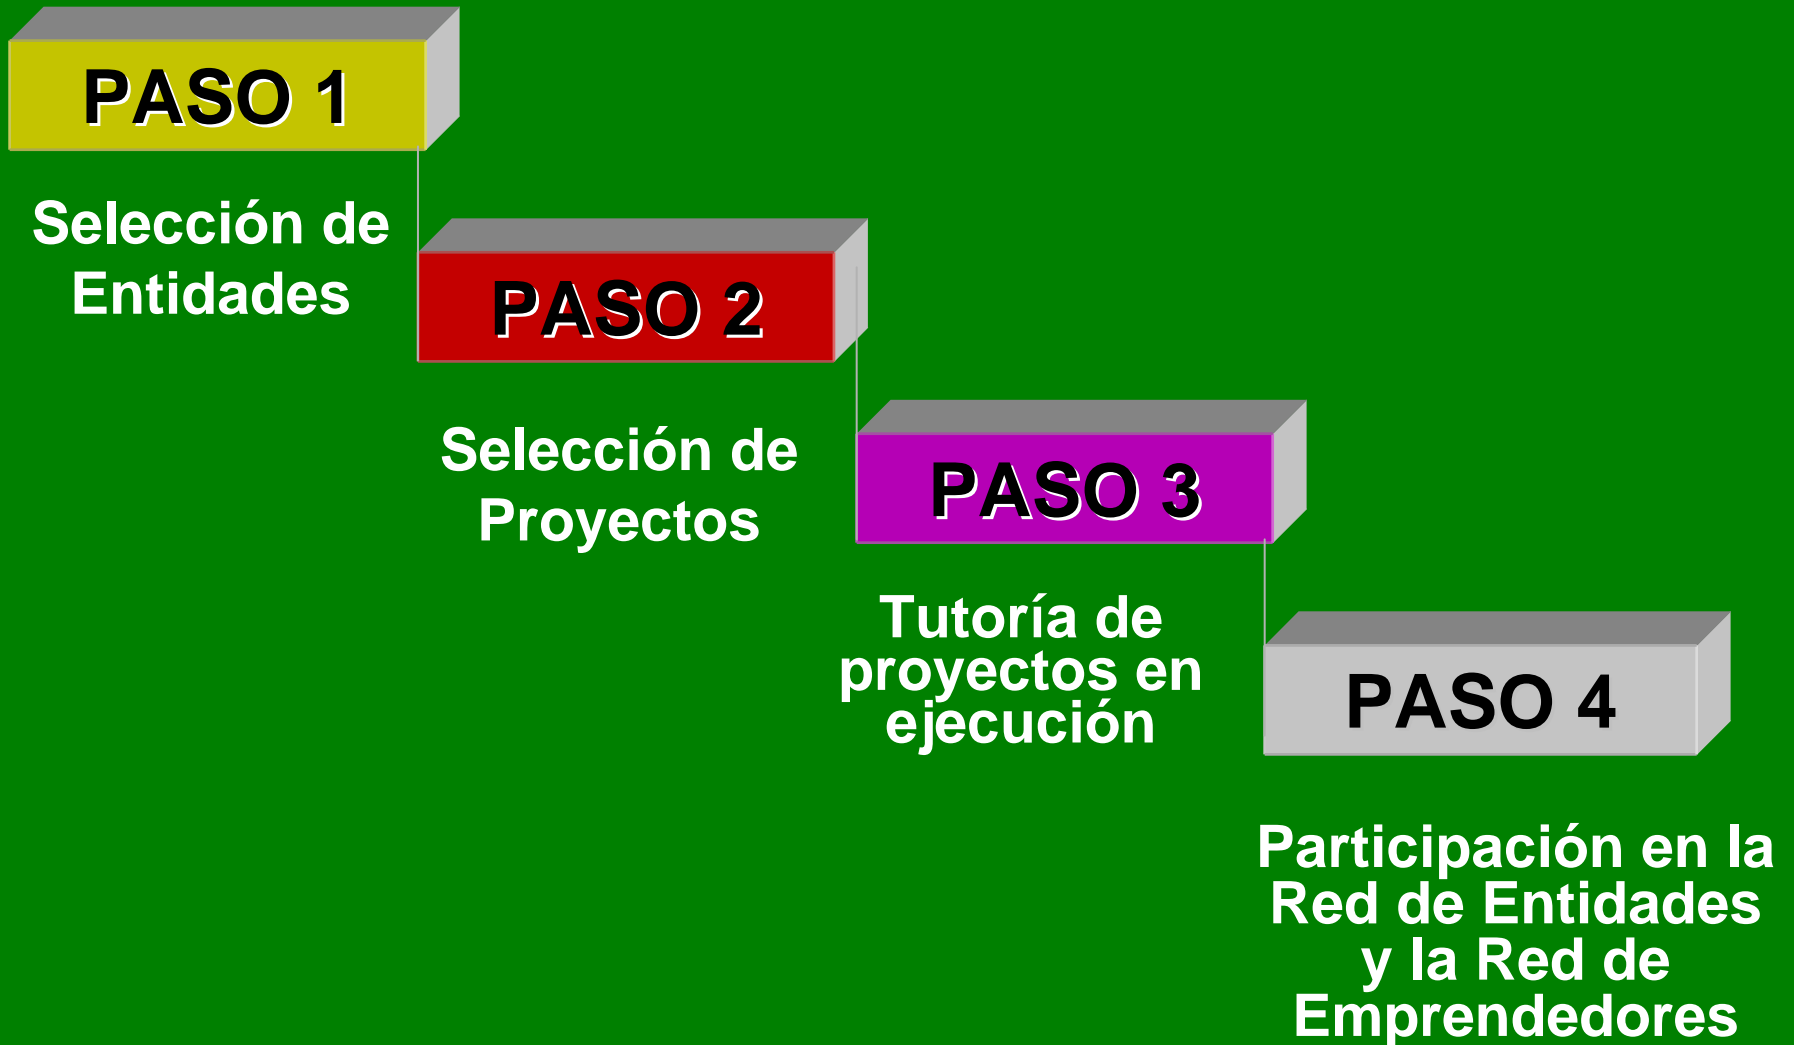 PASO 1
Selección de
Entidades
PASO 2
Selección de
Proyectos
PASO 3
Tutoría de
proyectos en
ejecución
PASO 4
Participación en la
Red de Entidades
y la Red de
Emprendedores